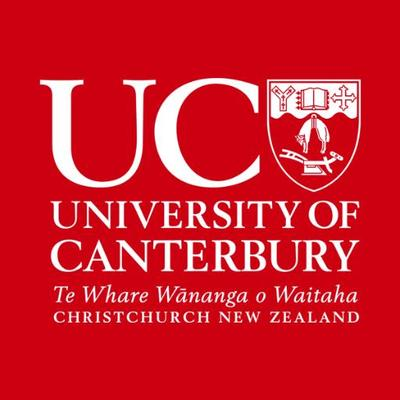 UC
UNIVERSITY OF
CANTERBURY
Te Whare Wānanga o Waitaha
CHRISTCHURCH NEW ZEALAND